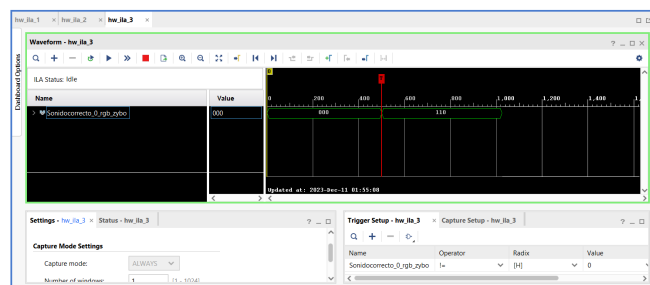 hw_ila_1 × hw_ila_2 × hw_ila_3 ×
Dashboard Options
Waveform - hw_ila_3
ILA Status: Idle
Name Value
0 200 400 600 800 1,000 1,200 1,400
Sonidocorrecto_0_rgb_zybo 000 000 110
Updated at: 2023-Dec-11 01:55:08
Settings - hw_ila_3 × Status - hw_ila_3
Trigger Setup - hw_ila_3 × Capture Setup - hw_ila_3
Capture Mode Settings
Name Operator Radix Value
Capture mode: ALWAYS
Sonidocorrecto_0_rgb_zybo != [H] 0
Number of windows: 1 [1 - 1024]